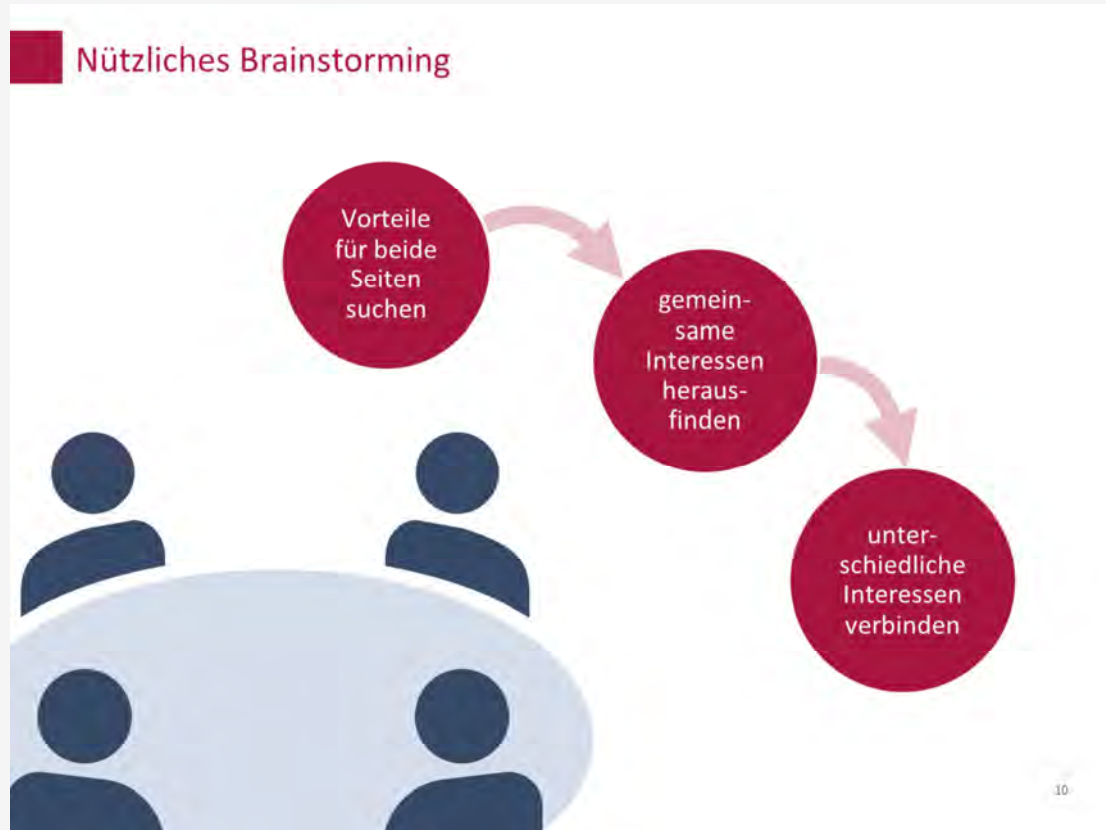 Nützliches Brainstorming
Vorteile
für beide
Seiten
suchen
gemein-
same
Interessen
heraus-
finden
unter-
schiedliche
Interessen
verbinden
10